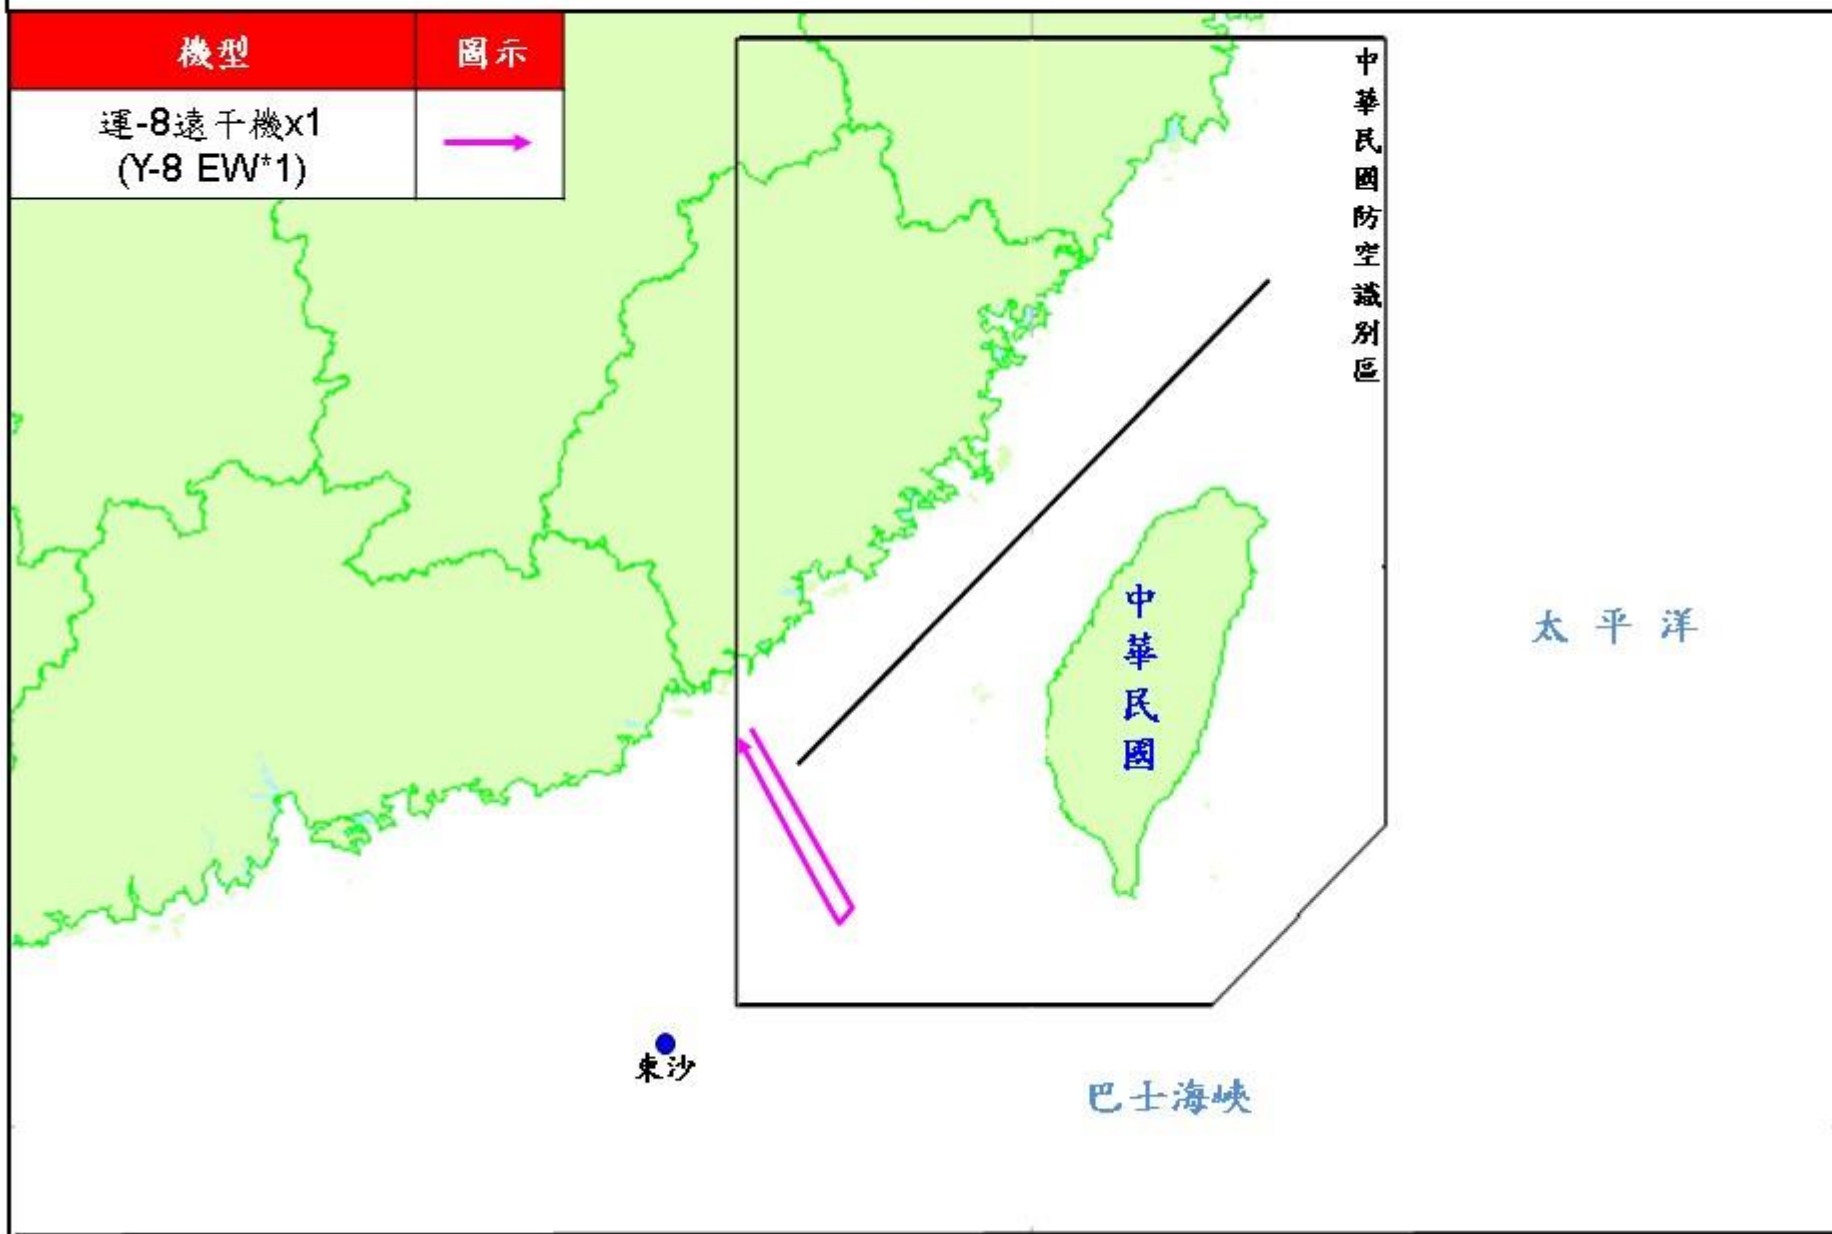 機型
圖示
運-8遠干機x1
(Y-8 EW*1)
中華民國防空識別區
中華民國
太平洋
東沙
巴士海峽